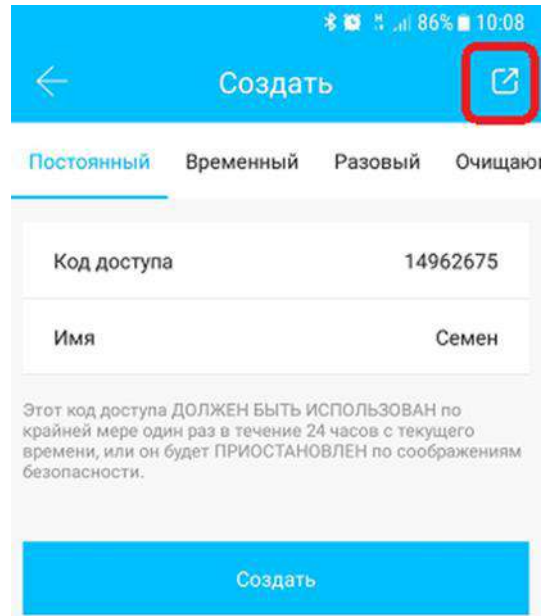 86% 10:08
Создать
Постоянный Временный Разовый Очищаю
Код доступа 14962675
Имя Семен
Этот код доступа ДОЛЖЕН БЫТЬ ИСПОЛЬЗОВАН по
крайней мере один раз в течение 24 часов с текущего
времени, или он будет ПРИОСТАНОВЛЕН по соображениям
безопасности.
Создать